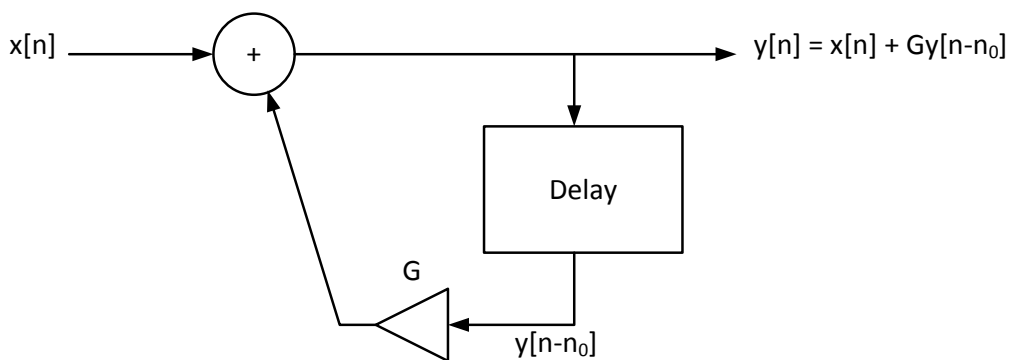 x[n]
+
y[n] = x[n] + Gy[n-n₀]
Delay
G
y[n-n₀]